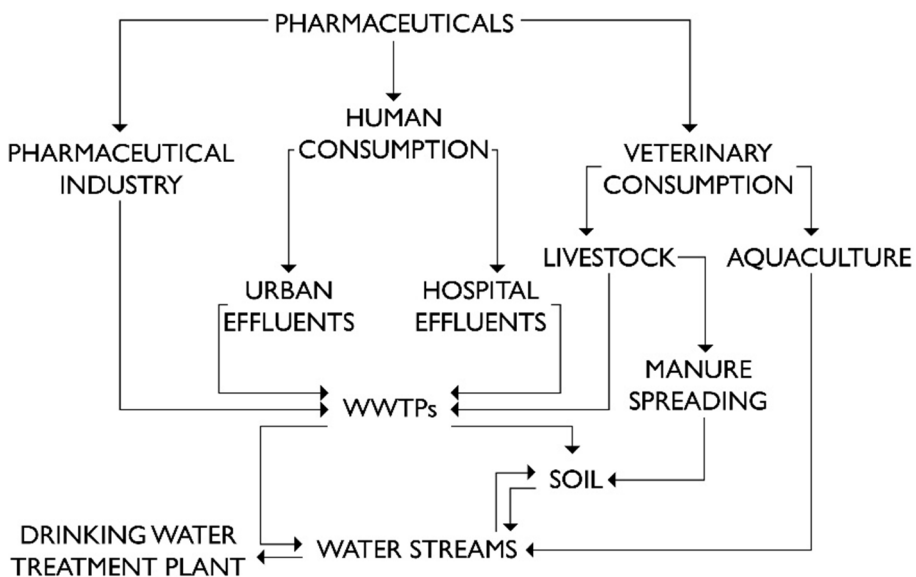 PHARMACEUTICALS
HUMAN
CONSUMPTION
PHARMACEUTICAL
INDUSTRY
VETERINARY
CONSUMPTION
LIVESTOCK
AQUACULTURE
URBAN
EFFLUENTS
HOSPITAL
EFFLUENTS
MANURE
SPREADING
WWTPs
SOIL
DRINKING WATER
TREATMENT PLANT
WATER STREAMS